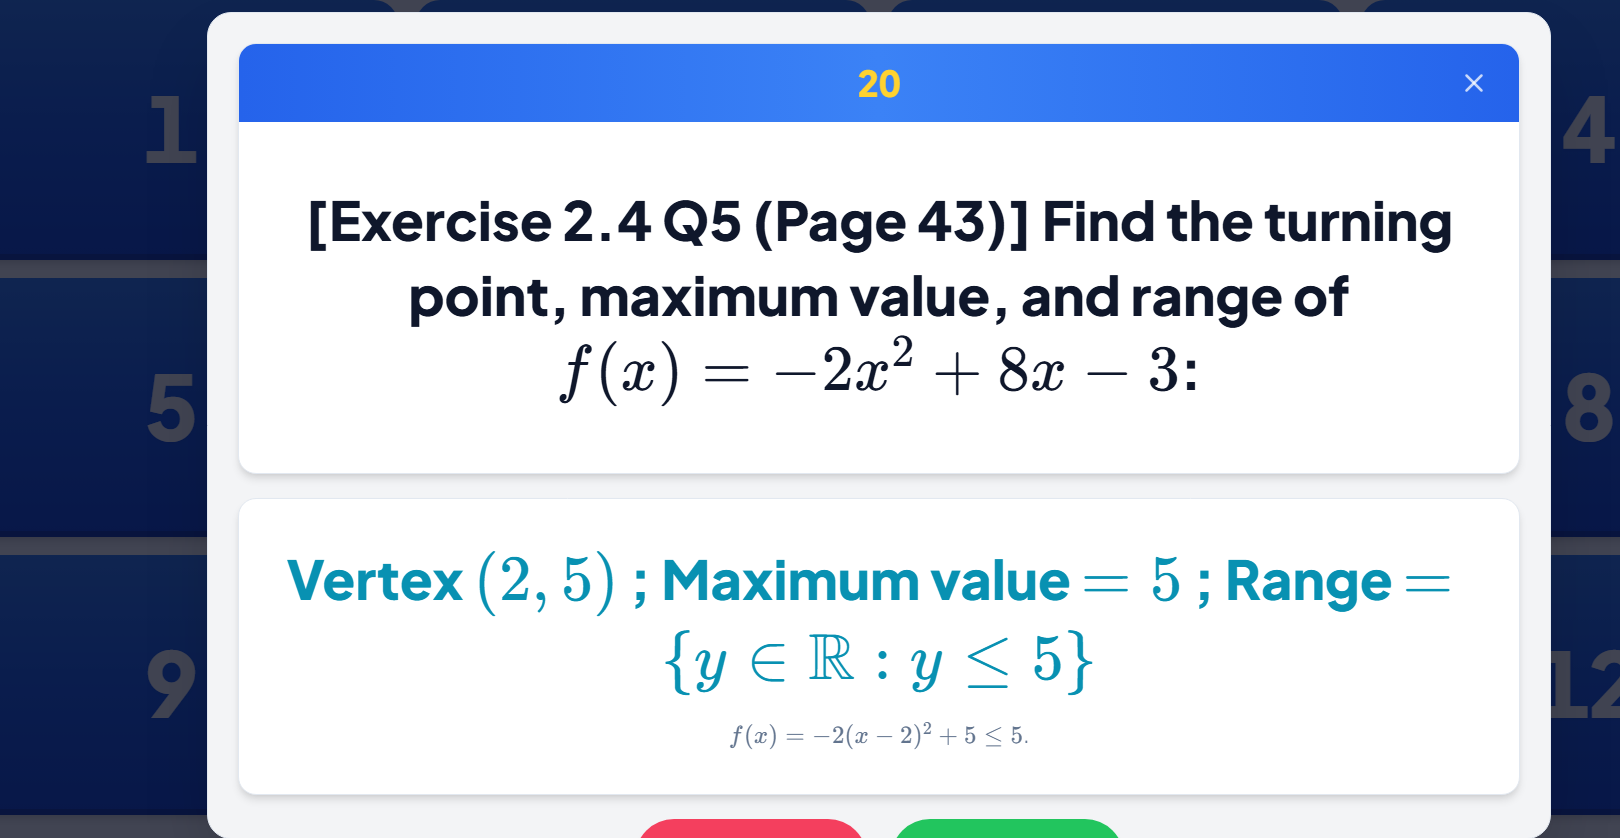 20
×
1
4
[Exercise 2.4 Q5 (Page 43)] Find the turning
point, maximum value, and range of
f(x) = −2x² + 8x − 3:
5
8
Vertex (2, 5) ; Maximum value = 5 ; Range =
{y ∈ ℝ : y ≤ 5}
9
12
f(x) = −2(x − 2)² + 5 ≤ 5.